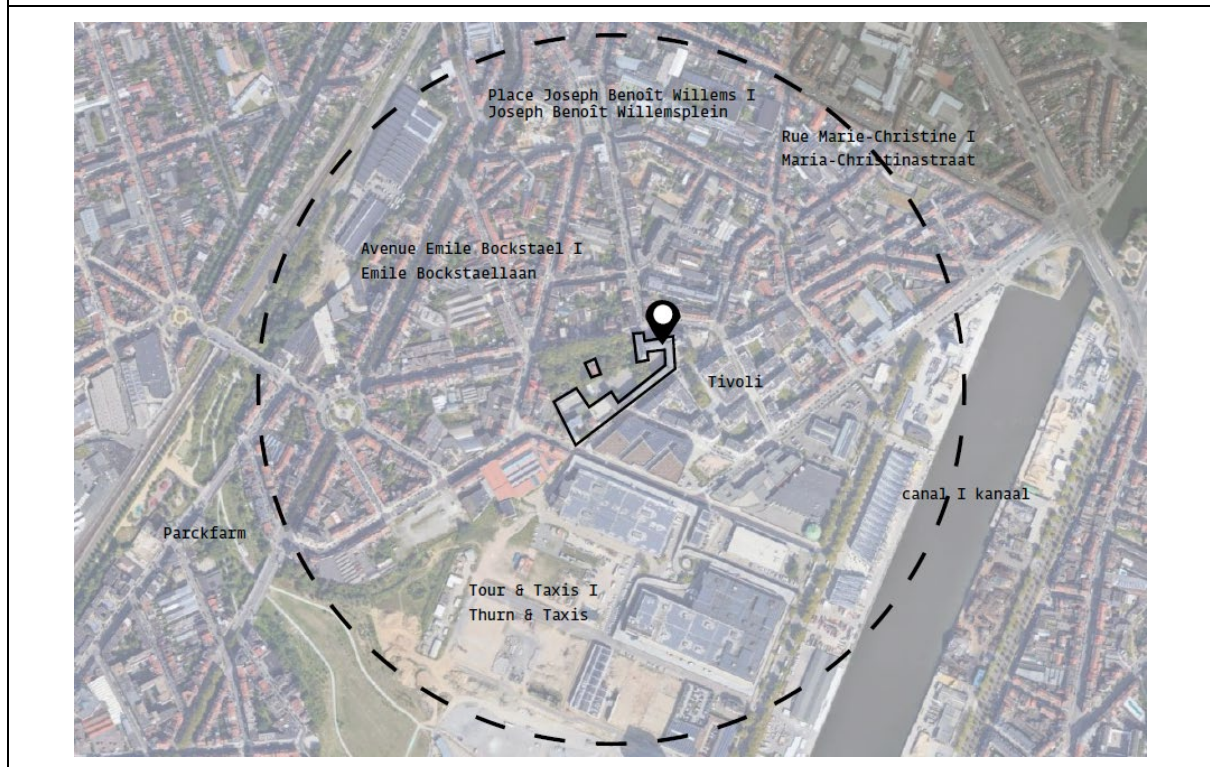 Place Joseph Benoît Willems I
Joseph Benoît Willemsplein
Rue Marie-Christine I
Maria-Christinastraat
Avenue Emile Bockstael I
Emile Bockstaellaan
Tivoli
canal I kanaal
Parckfarm
Tour & Taxis I
Thurn & Taxis